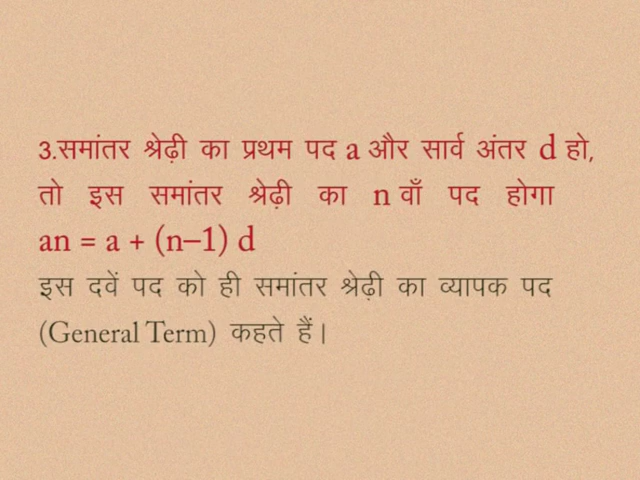 3.समांतर श्रेढ़ी का प्रथम पद a और सार्व अंतर d हो,
तो इस समांतर श्रेढ़ी का n वाँ पद होगा
an = a + (n–1) d
इस दवें पद को ही समांतर श्रेढ़ी का व्यापक पद
(General Term) कहते हैं।